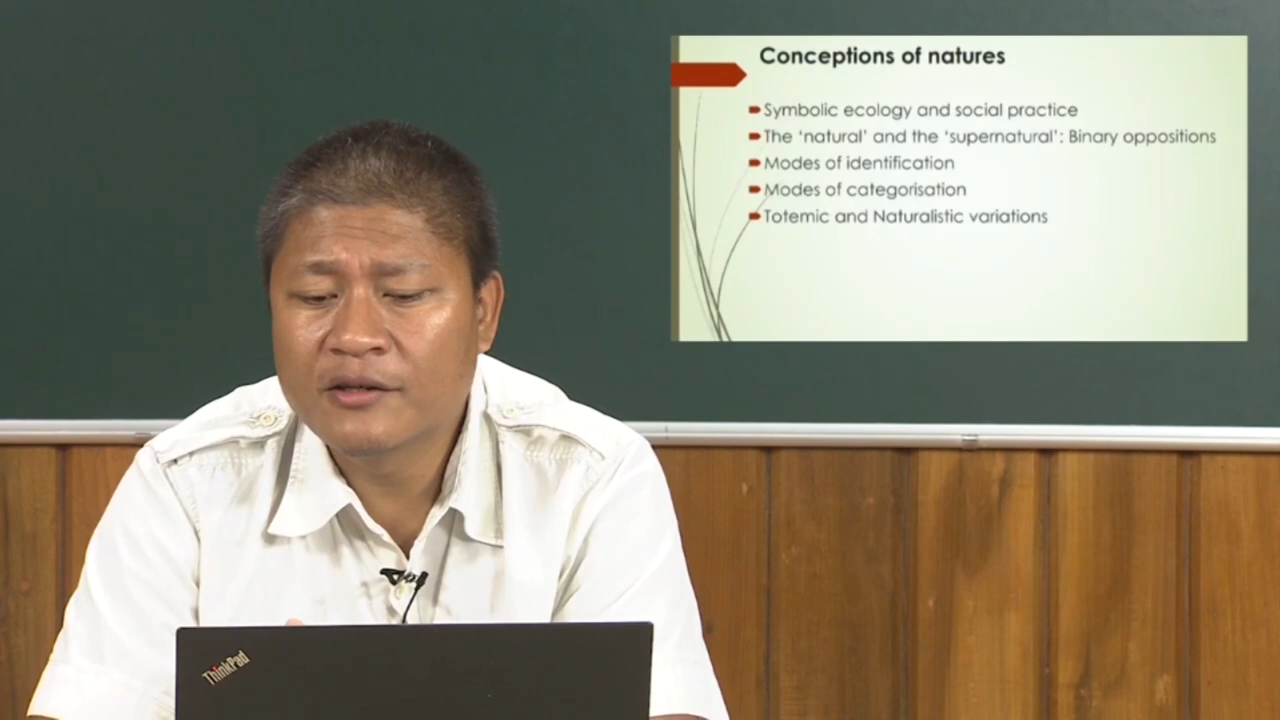 Conceptions of natures
Symbolic ecology and social practice
The ‘natural’ and the ‘supernatural’: Binary oppositions
Modes of identification
Modes of categorisation
Totemic and Naturalistic variations
ThinkPad